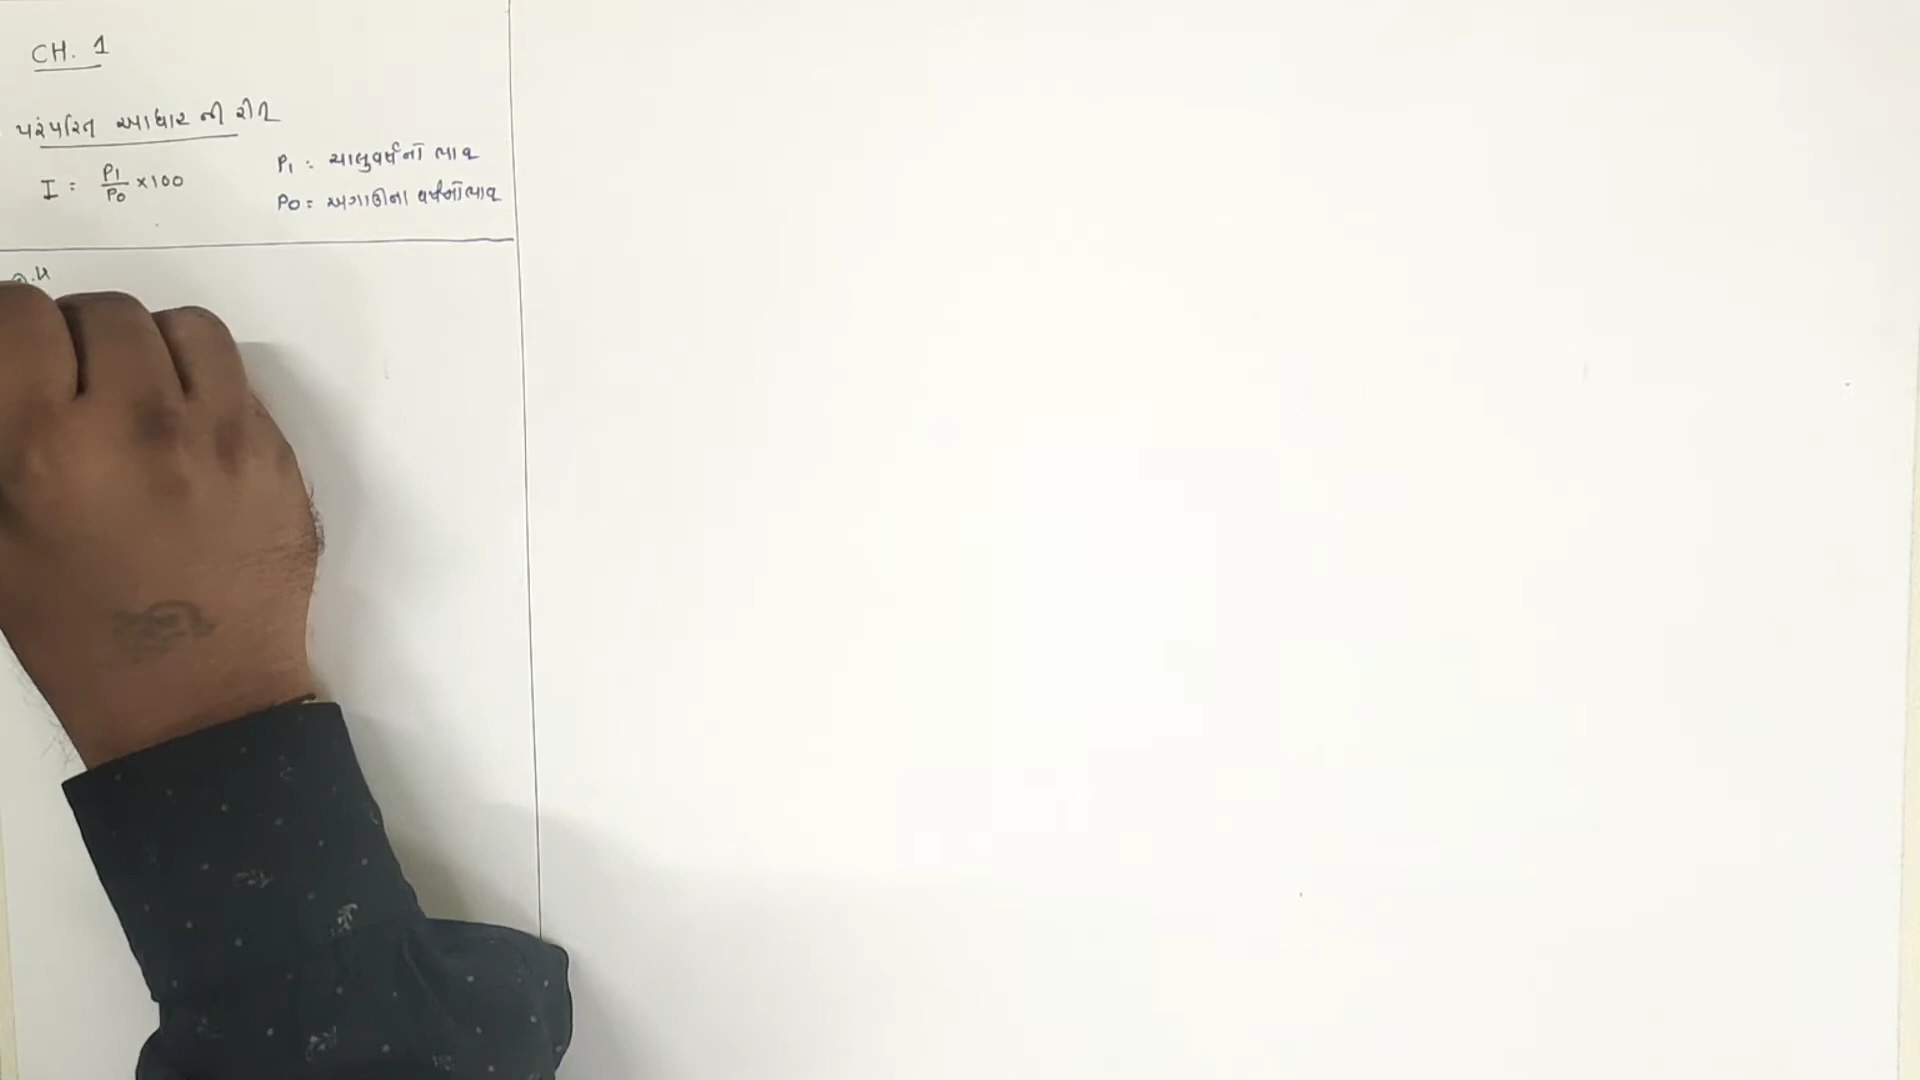 CH. 1
પરંપરિત આધાર ની રીત
I = P1/P0 ×100
P1 : ચાલુવર્ષનો ભાવ
P0 = અગાઉના વર્ષનોભાવ